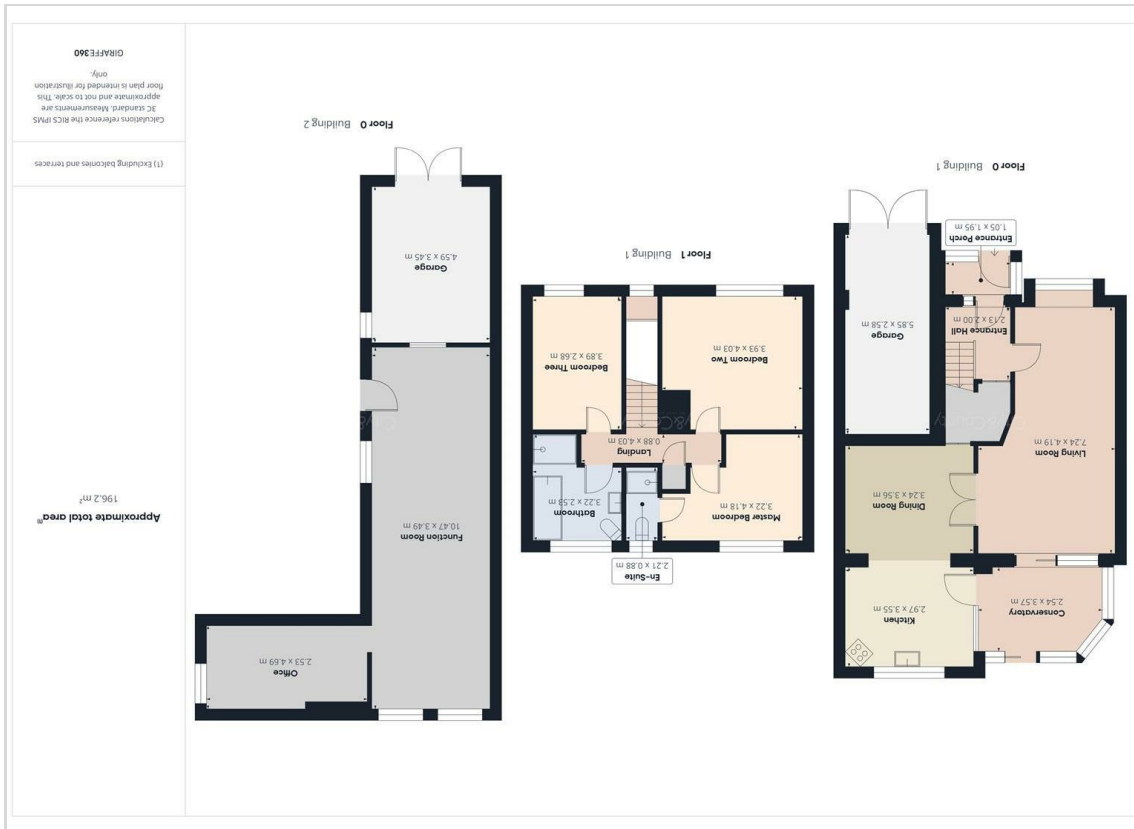 Approximate total area⁽¹⁾
196.2 m²
(1) Excluding balconies and terraces
Calculations reference the RICS IPMS
3C standard. Measurements are
approximate and not to scale. This
floor plan is intended for illustration
only.
GIRAFFE360
Conservatory
2.54 x 3.57 m
Kitchen
2.97 x 3.55 m
Living Room
7.24 x 4.19 m
Dining Room
3.24 x 3.56 m
Garage
5.85 x 2.58 m
Entrance Hall
2.13 x 2.00 m
Entrance Porch
1.05 x 1.95 m
Floor 0 Building 1
En-Suite
2.21 x 0.88 m
Master Bedroom
3.22 x 4.18 m
Bathroom
3.22 x 2.58 m
Landing
0.88 x 4.03 m
Bedroom Two
3.93 x 4.03 m
Bedroom Three
3.89 x 2.68 m
Floor 1 Building 1
Office
2.53 x 4.69 m
Function Room
10.47 x 3.49 m
Garage
4.59 x 3.45 m
Floor 0 Building 2